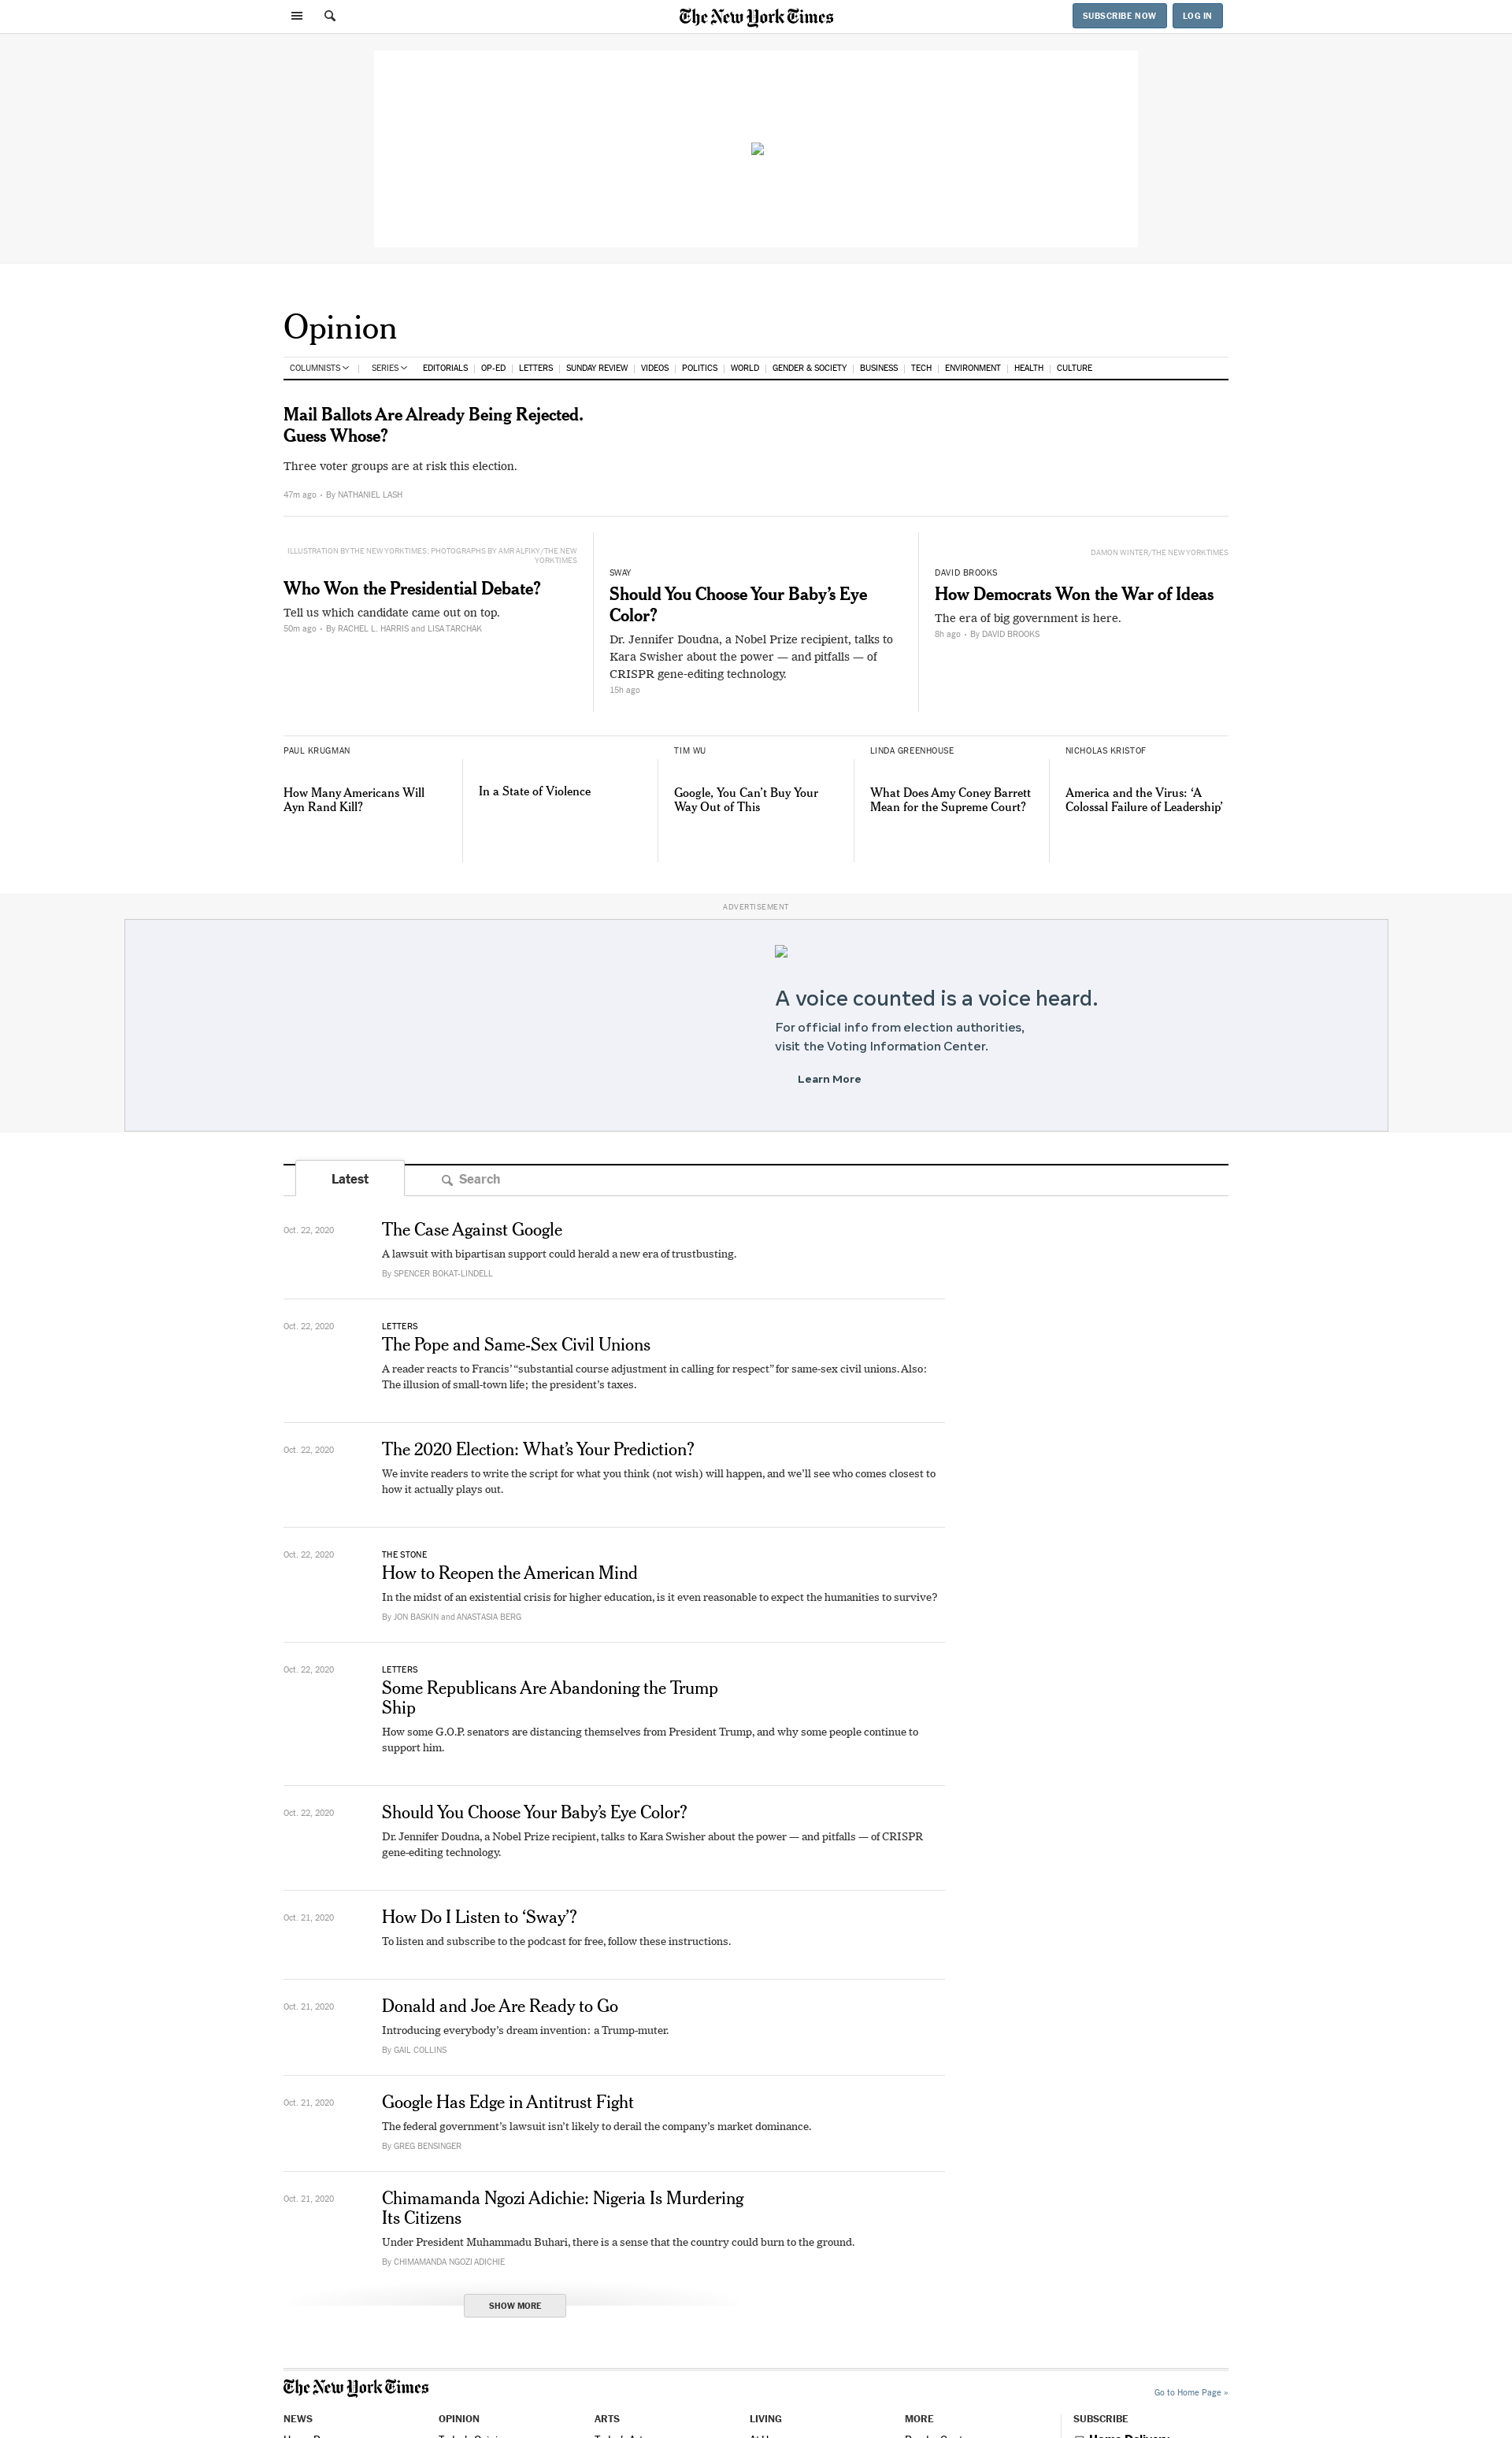 The New York Times
SUBSCRIBE NOW
LOG IN
Opinion
COLUMNISTS
SERIES
EDITORIALS
OP-ED
LETTERS
SUNDAY REVIEW
VIDEOS
POLITICS
WORLD
GENDER & SOCIETY
BUSINESS
TECH
ENVIRONMENT
HEALTH
CULTURE
Mail Ballots Are Already Being Rejected.
Guess Whose?
Three voter groups are at risk this election.
47m ago • By NATHANIEL LASH
ILLUSTRATION BY THE NEW YORK TIMES; PHOTOGRAPHS BY AMR ALFIKY/THE NEW
YORK TIMES
Who Won the Presidential Debate?
Tell us which candidate came out on top.
50m ago • By RACHEL L. HARRIS and LISA TARCHAK
SWAY
Should You Choose Your Baby’s Eye
Color?
Dr. Jennifer Doudna, a Nobel Prize recipient, talks to
Kara Swisher about the power — and pitfalls — of
CRISPR gene-editing technology.
15h ago
DAMON WINTER/THE NEW YORK TIMES
DAVID BROOKS
How Democrats Won the War of Ideas
The era of big government is here.
8h ago • By DAVID BROOKS
PAUL KRUGMAN
How Many Americans Will
Ayn Rand Kill?
In a State of Violence
TIM WU
Google, You Can’t Buy Your
Way Out of This
LINDA GREENHOUSE
What Does Amy Coney Barrett
Mean for the Supreme Court?
NICHOLAS KRISTOF
America and the Virus: ‘A
Colossal Failure of Leadership’
ADVERTISEMENT
A voice counted is a voice heard.
For official info from election authorities,
visit the Voting Information Center.
Learn More
Latest
Search
Oct. 22, 2020
The Case Against Google
A lawsuit with bipartisan support could herald a new era of trustbusting.
By SPENCER BOKAT-LINDELL
Oct. 22, 2020
LETTERS
The Pope and Same-Sex Civil Unions
A reader reacts to Francis’ “substantial course adjustment in calling for respect” for same-sex civil unions. Also:
The illusion of small-town life; the president’s taxes.
Oct. 22, 2020
The 2020 Election: What’s Your Prediction?
We invite readers to write the script for what you think (not wish) will happen, and we’ll see who comes closest to
how it actually plays out.
Oct. 22, 2020
THE STONE
How to Reopen the American Mind
In the midst of an existential crisis for higher education, is it even reasonable to expect the humanities to survive?
By JON BASKIN and ANASTASIA BERG
Oct. 22, 2020
LETTERS
Some Republicans Are Abandoning the Trump
Ship
How some G.O.P. senators are distancing themselves from President Trump, and why some people continue to
support him.
Oct. 22, 2020
Should You Choose Your Baby’s Eye Color?
Dr. Jennifer Doudna, a Nobel Prize recipient, talks to Kara Swisher about the power — and pitfalls — of CRISPR
gene-editing technology.
Oct. 21, 2020
How Do I Listen to ‘Sway’?
To listen and subscribe to the podcast for free, follow these instructions.
Oct. 21, 2020
Donald and Joe Are Ready to Go
Introducing everybody’s dream invention: a Trump-muter.
By GAIL COLLINS
Oct. 21, 2020
Google Has Edge in Antitrust Fight
The federal government’s lawsuit isn’t likely to derail the company’s market dominance.
By GREG BENSINGER
Oct. 21, 2020
Chimamanda Ngozi Adichie: Nigeria Is Murdering
Its Citizens
Under President Muhammadu Buhari, there is a sense that the country could burn to the ground.
By CHIMAMANDA NGOZI ADICHIE
SHOW MORE
The New York Times
Go to Home Page »
NEWS
OPINION
ARTS
LIVING
MORE
SUBSCRIBE